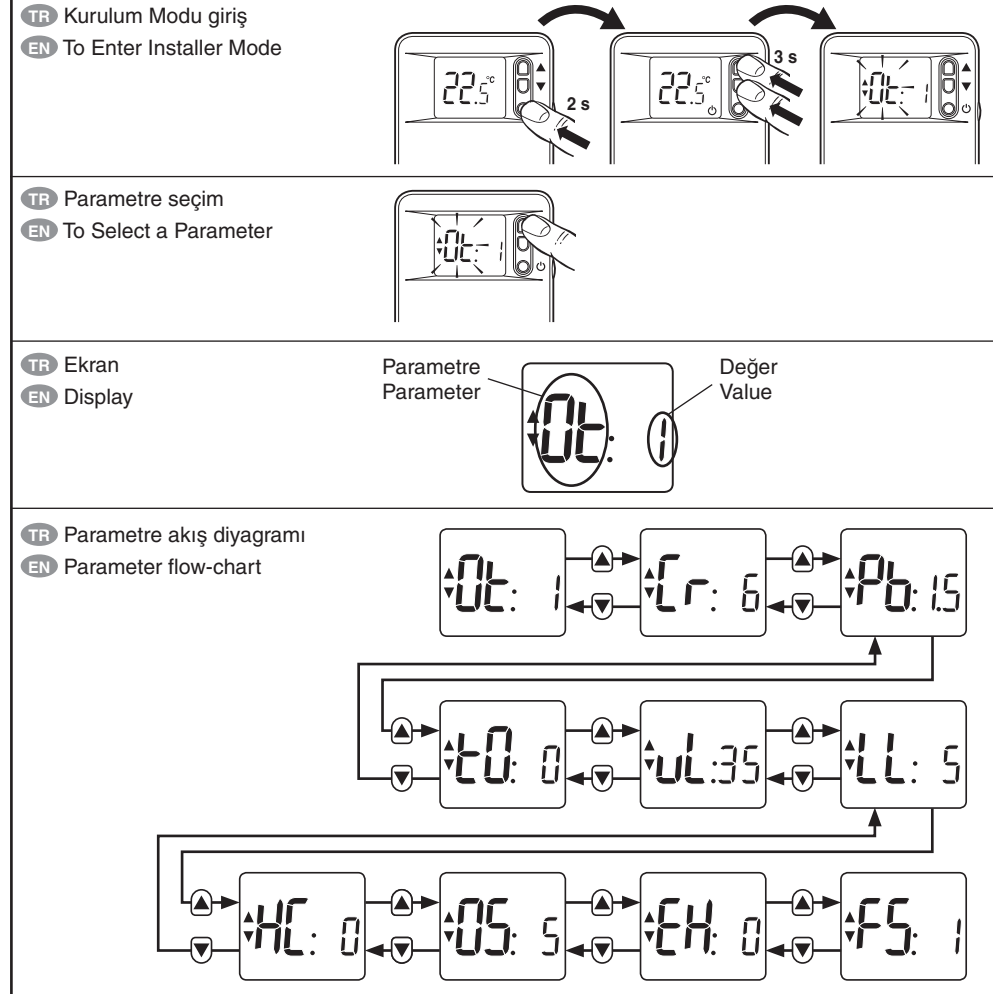 TR Kurulum Modu giriş
EN To Enter Installer Mode
22.5°C
2 s
22.5°C
3 s
Ot: 1
TR Parametre seçim
EN To Select a Parameter
Ot: 1
TR Ekran
EN Display
Parametre
Parameter
Ot: 1
Değer
Value
TR Parametre akış diyagramı
EN Parameter flow-chart
Ot: 1
Cr: 6
Pb:1.5
tO: 0
uL:35
LL: 5
HC: 0
OS: 5
EH: 0
FS: 1